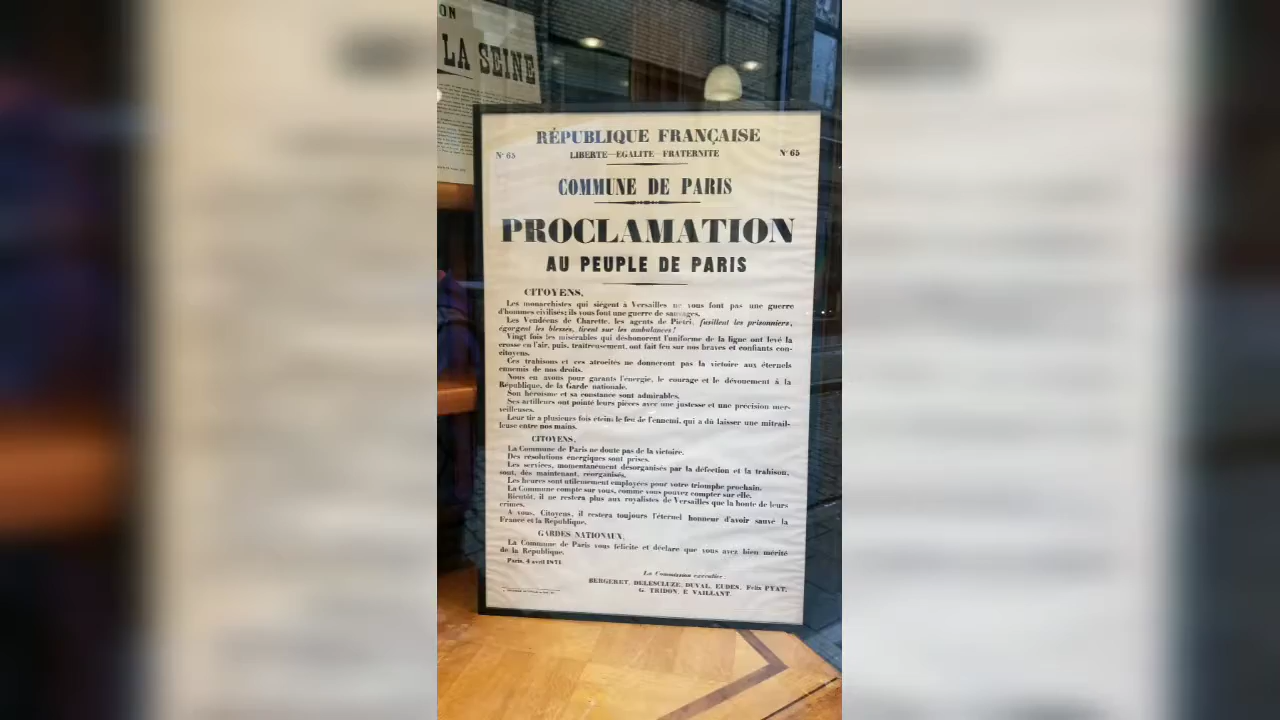 ON
LA SEINE
RÉPUBLIQUE FRANÇAISE
N° 65 LIBERTE—EGALITE—FRATERNITE N° 65
COMMUNE DE PARIS
PROCLAMATION
AU PEUPLE DE PARIS
CITOYENS,
Les monarchistes qui siègent à Versailles ne vous font pas une guerre
d'hommes civilisés; ils vous font une guerre de sauvages.
Les Vendéens de Charette, les agents de Pietri, fusillent les prisonniers,
égorgent les blessés, tirent sur les ambulances!
Vingt fois les misérables qui déshonorent l'uniforme de la ligne ont levé la
crosse en l'air, puis, traîtreusement, ont fait feu sur nos braves et confiants con-
citoyens.
Ces trahisons et ces atrocités ne donneront pas la victoire aux éternels
ennemis de nos droits.
Nous en avons pour garants l'énergie, le courage et le dévouement à la
République, de la Garde nationale.
Son héroïsme et sa constance sont admirables.
Ses artilleurs ont pointé leurs pièces avec une justesse et une précision mer-
veilleuses.
Leur tir a plusieurs fois éteint le feu de l'ennemi, qui a dû laisser une mitrail-
leuse entre nos mains.
CITOYENS,
La Commune de Paris ne doute pas de la victoire.
Des résolutions énergiques sont prises.
Les services, momentanément désorganisés par la défection et la trahison,
sont, dès maintenant, réorganisés.
Les heures sont utilement employées pour votre triomphe prochain.
La Commune compte sur vous, comme vous pouvez compter sur elle.
Bientôt, il ne restera plus aux royalistes de Versailles que la honte de leurs
crimes.
A vous, Citoyens, il restera toujours l'éternel honneur d'avoir sauvé la
France et la République.
GARDES NATIONAUX,
La Commune de Paris vous félicite et déclare que vous avez bien mérité
de la République.
Paris, 4 avril 1871.
La Commission exécutive
BERGERET, DELESCLUZE, DUVAL, EUDES, Félix PYAT,
G. TRIDON, E VAILLANT.